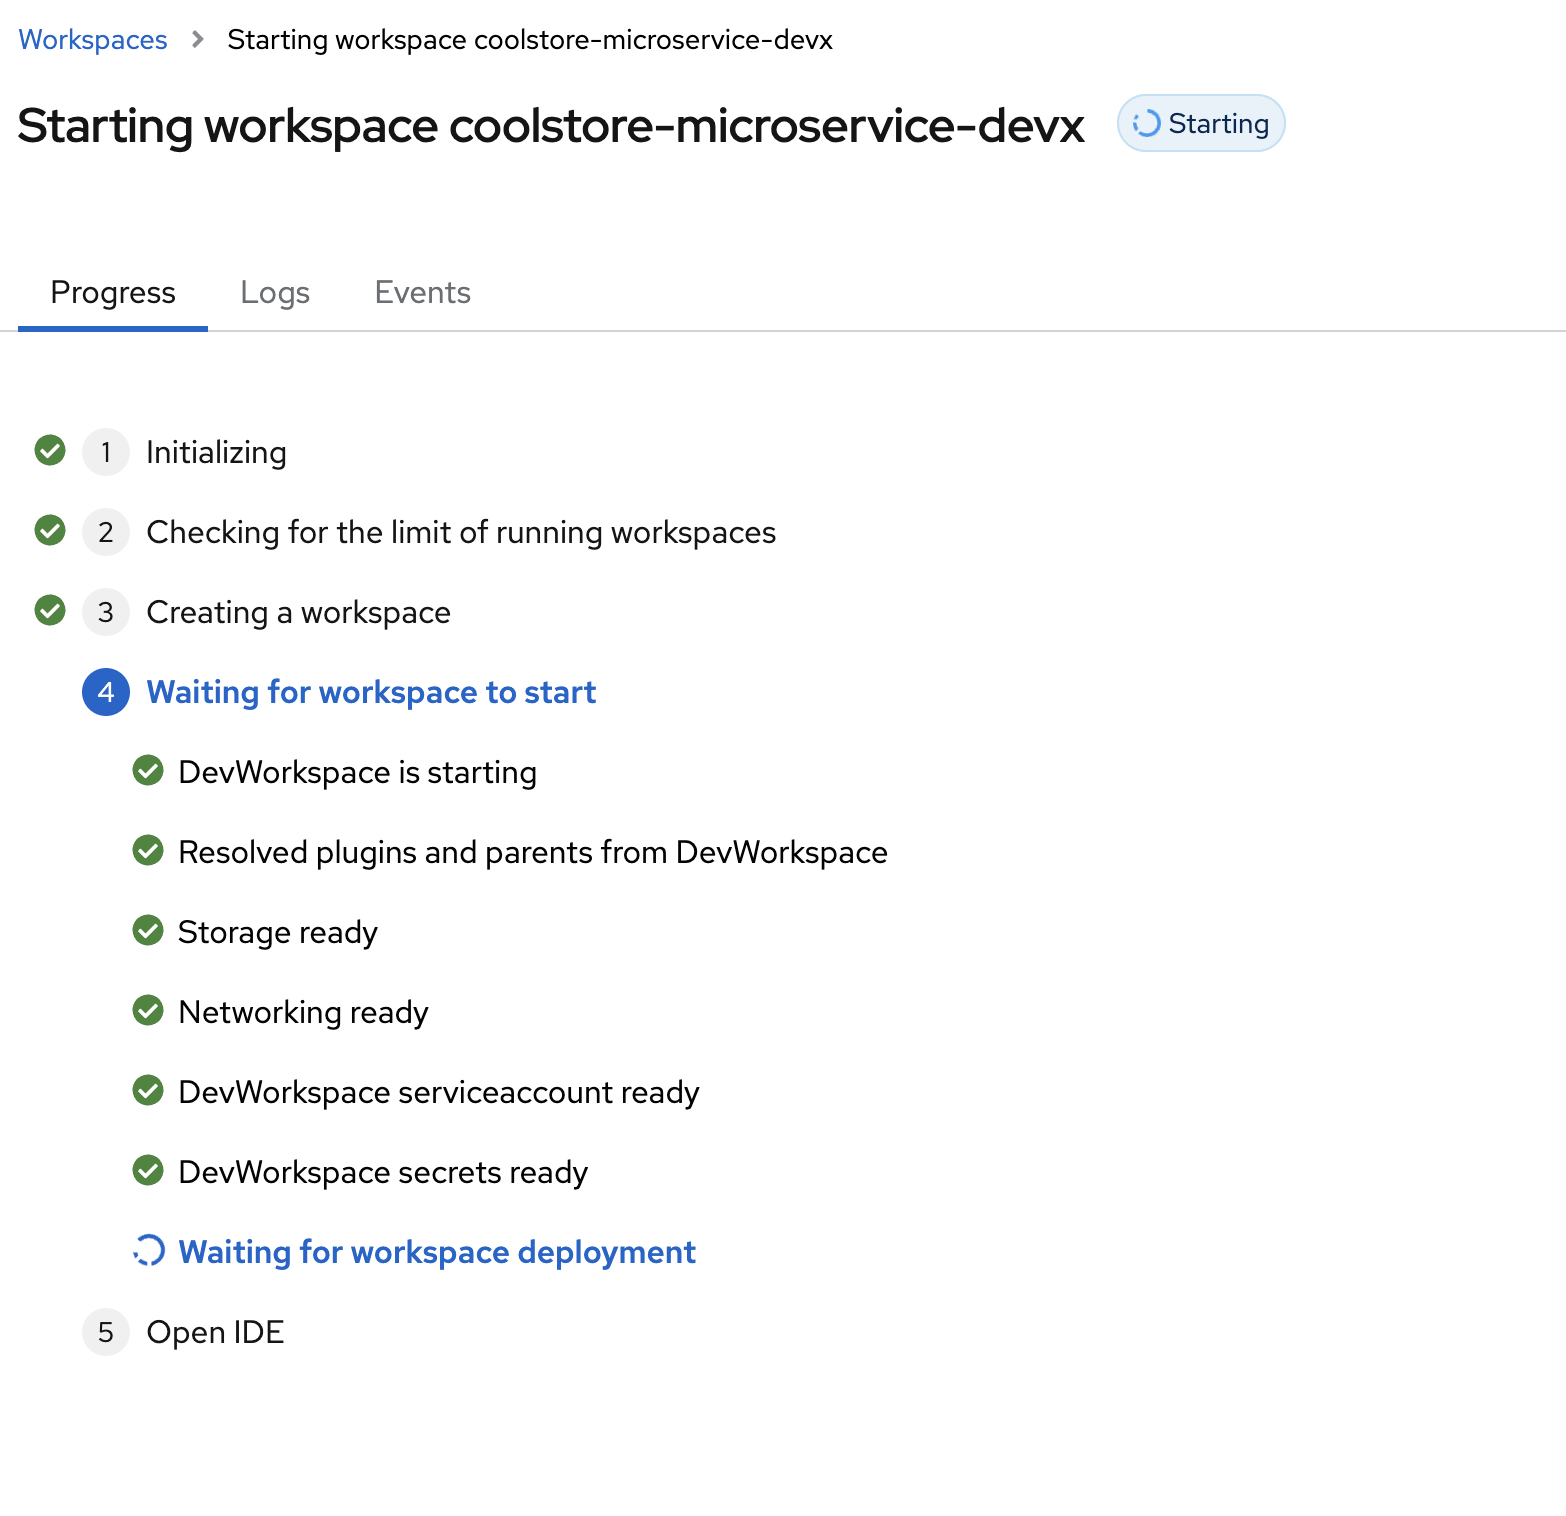 Workspaces > Starting workspace coolstore-microservice-devx
Starting workspace coolstore-microservice-devx Starting
Progress Logs Events
1 Initializing
2 Checking for the limit of running workspaces
3 Creating a workspace
4 Waiting for workspace to start
DevWorkspace is starting
Resolved plugins and parents from DevWorkspace
Storage ready
Networking ready
DevWorkspace serviceaccount ready
DevWorkspace secrets ready
Waiting for workspace deployment
5 Open IDE